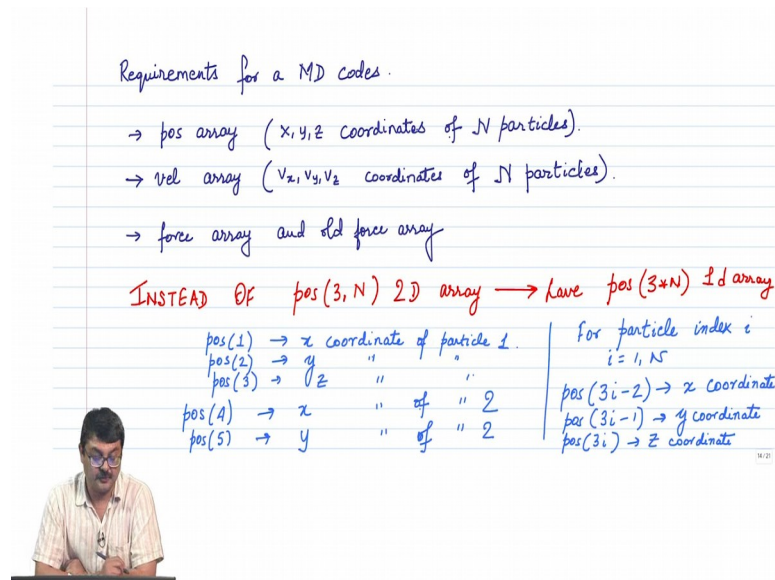 Requirements for a MD codes.
→ pos array (x, y, z coordinates of N particles).
→ vel array (Vx, Vy, Vz coordinates of N particles).
→ force array and old force array
INSTEAD OF pos(3, N) 2D array → have pos(3*N) 1d array
pos(1) → x coordinate of particle 1.
pos(2) → y " "
pos(3) → z " "
pos(4) → x " of " 2
pos(5) → y " of " 2
For particle index i
i = 1, N
pos(3i-2) → x coordinate
pos(3i-1) → y coordinate
pos(3i) → z coordinate
14/21